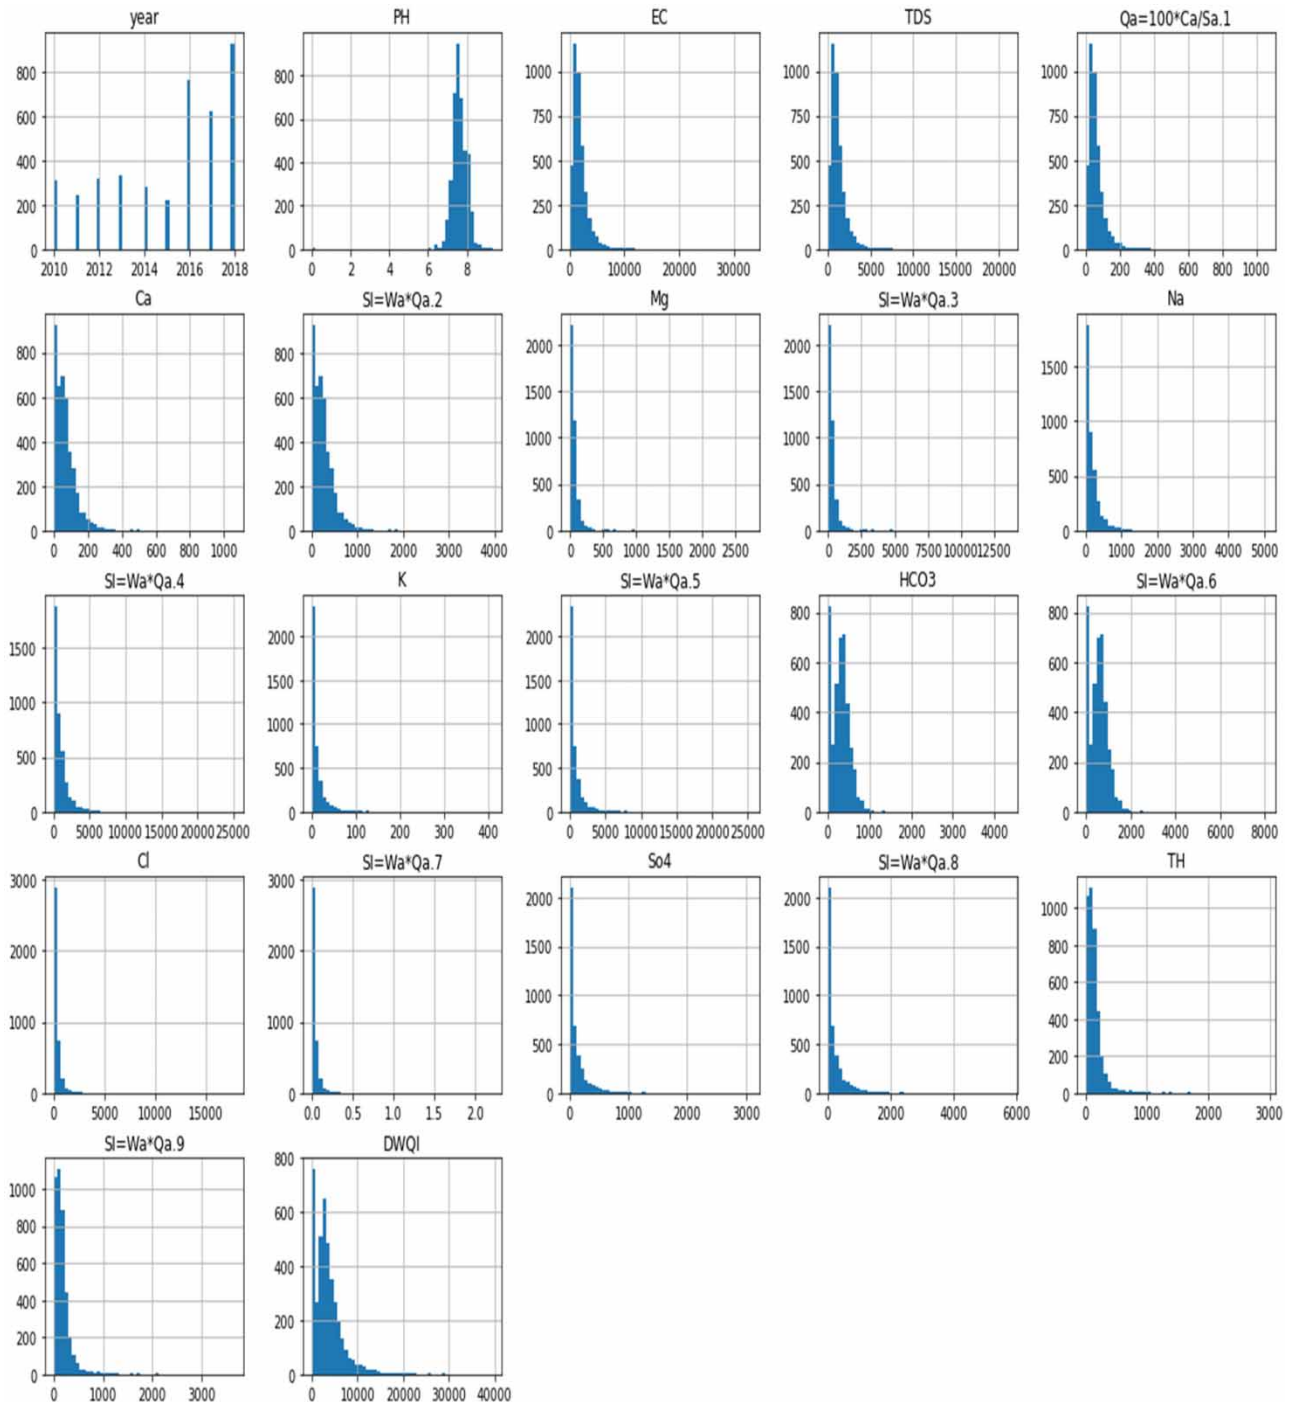 year PH EC TDS Qa=100*Ca/Sa.1
800 800 1000 1000 1000
600 600 750 750 750
400 400 500 500 500
200 200 250 250 250
0 0 0 0 0
2010 2012 2014 2016 2018 0 2 4 6 8 0 10000 20000 30000 0 5000 10000 15000 20000 0 200 400 600 800 1000
Ca SI=Wa*Qa.2 Mg SI=Wa*Qa.3 Na
800 800 2000 2000 1500
600 600 1500 1500 1000
400 400 1000 1000 500
200 200 500 500 0
0 0 0 0
0 200 400 600 800 1000 0 1000 2000 3000 4000 0 500 1000 1500 2000 2500 0 2500 5000 7500 10000 12500 0 1000 2000 3000 4000 5000
SI=Wa*Qa.4 K SI=Wa*Qa.5 HCO3 SI=Wa*Qa.6
1500 2000 2000 800 800
1000 1500 1500 600 600
500 1000 1000 400 400
0 500 500 200 200
0 0 0 0
0 5000 10000 15000 20000 25000 0 100 200 300 400 0 5000 10000 15000 20000 25000 0 1000 2000 3000 4000 0 2000 4000 6000 8000
Cl SI=Wa*Qa.7 So4 SI=Wa*Qa.8 TH
3000 3000 2000 2000 1000
2000 2000 1500 1500 800
1000 1000 1000 1000 600
0 0 500 500 400
0 0 200
0
0 5000 10000 15000 0.0 0.5 1.0 1.5 2.0 0 1000 2000 3000 0 2000 4000 6000 0 1000 2000 3000
SI=Wa*Qa.9 DWQI
1000 800
800 600
600 400
400 200
200 0
0
0 1000 2000 3000 0 10000 20000 30000 40000